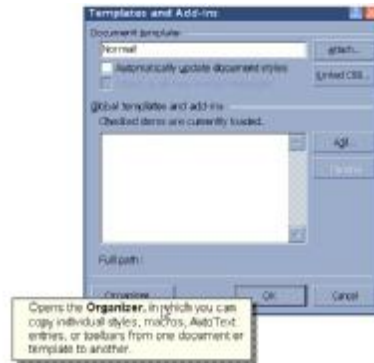 Templates and Add-ins
Document template
Normal
Attach...
Automatically update document styles
Linked CSS...
Global templates and add-ins
Checked items are currently loaded.
Add...
Remove
Full path:
Organizer...
OK
Cancel
Opens the Organizer, in which you can
copy individual styles, macros, AutoText
entries, or toolbars from one document or
template to another.